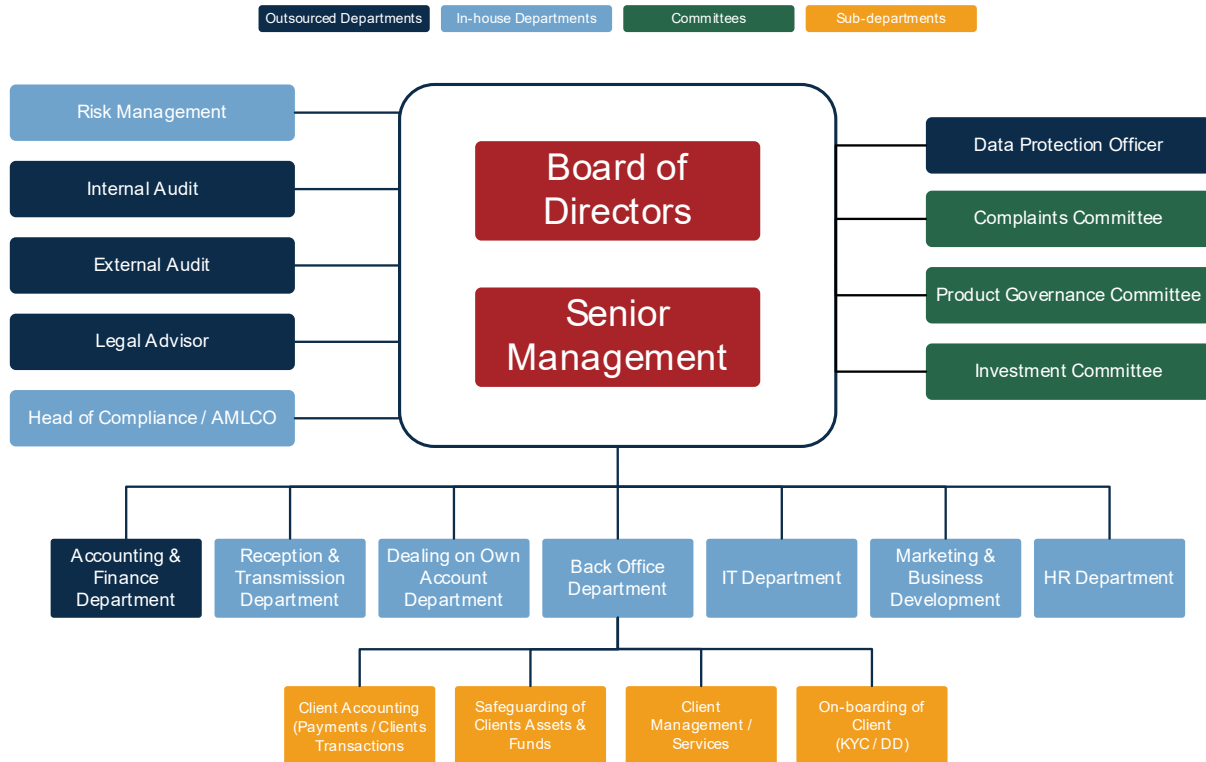 Outsourced Departments
In-house Departments
Committees
Sub-departments
Risk Management
Internal Audit
External Audit
Legal Advisor
Head of Compliance / AMLCO
Board of
Directors
Senior
Management
Data Protection Officer
Complaints Committee
Product Governance Committee
Investment Committee
Accounting &
Finance
Department
Reception &
Transmission
Department
Dealing on Own
Account
Department
Back Office
Department
IT Department
Marketing &
Business
Development
HR Department
Client Accounting
(Payments / Clients
Transactions
Safeguarding of
Clients Assets &
Funds
Client
Management /
Services
On-boarding of
Client
(KYC / DD)